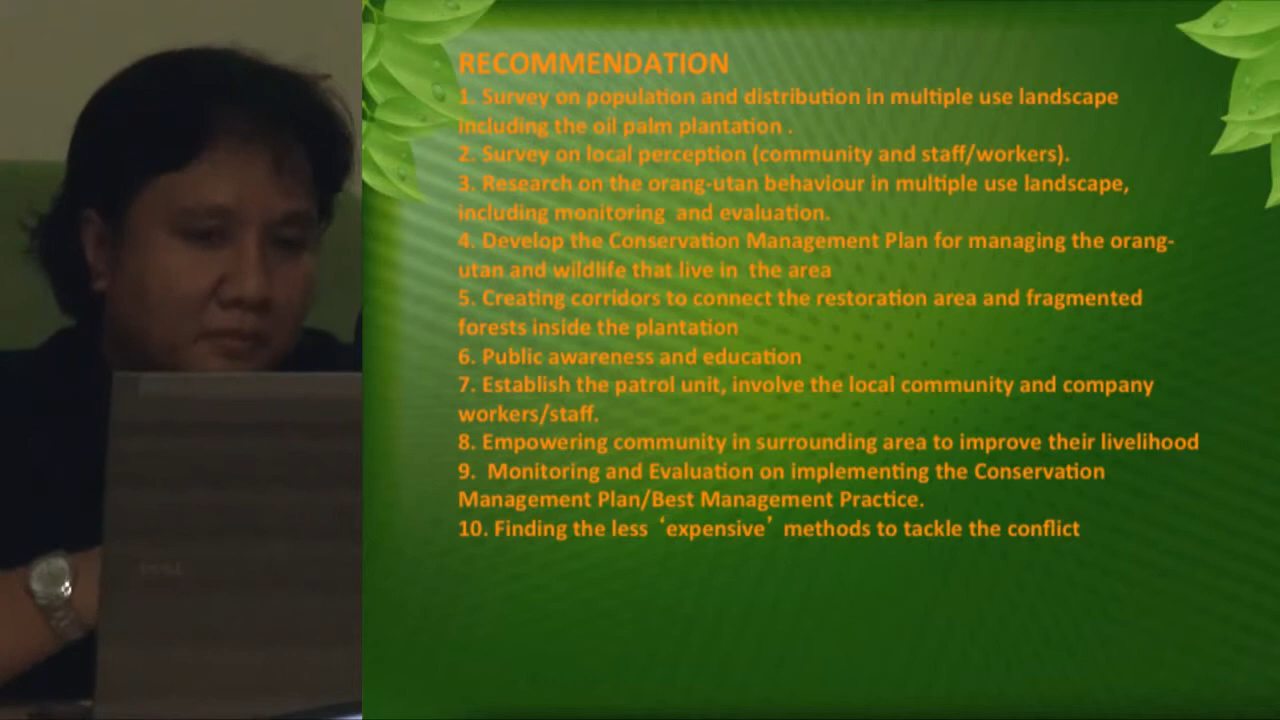 RECOMMENDATION
1. Survey on population and distribution in multiple use landscape
including the oil palm plantation .
2. Survey on local perception (community and staff/workers).
3. Research on the orang-utan behaviour in multiple use landscape,
including monitoring  and evaluation.
4. Develop the Conservation Management Plan for managing the orang-
utan and wildlife that live in  the area
5. Creating corridors to connect the restoration area and fragmented
forests inside the plantation
6. Public awareness and education
7. Establish the patrol unit, involve the local community and company
workers/staff.
8. Empowering community in surrounding area to improve their livelihood
9.  Monitoring and Evaluation on implementing the Conservation
Management Plan/Best Management Practice.
10. Finding the less ‘expensive’ methods to tackle the conflict